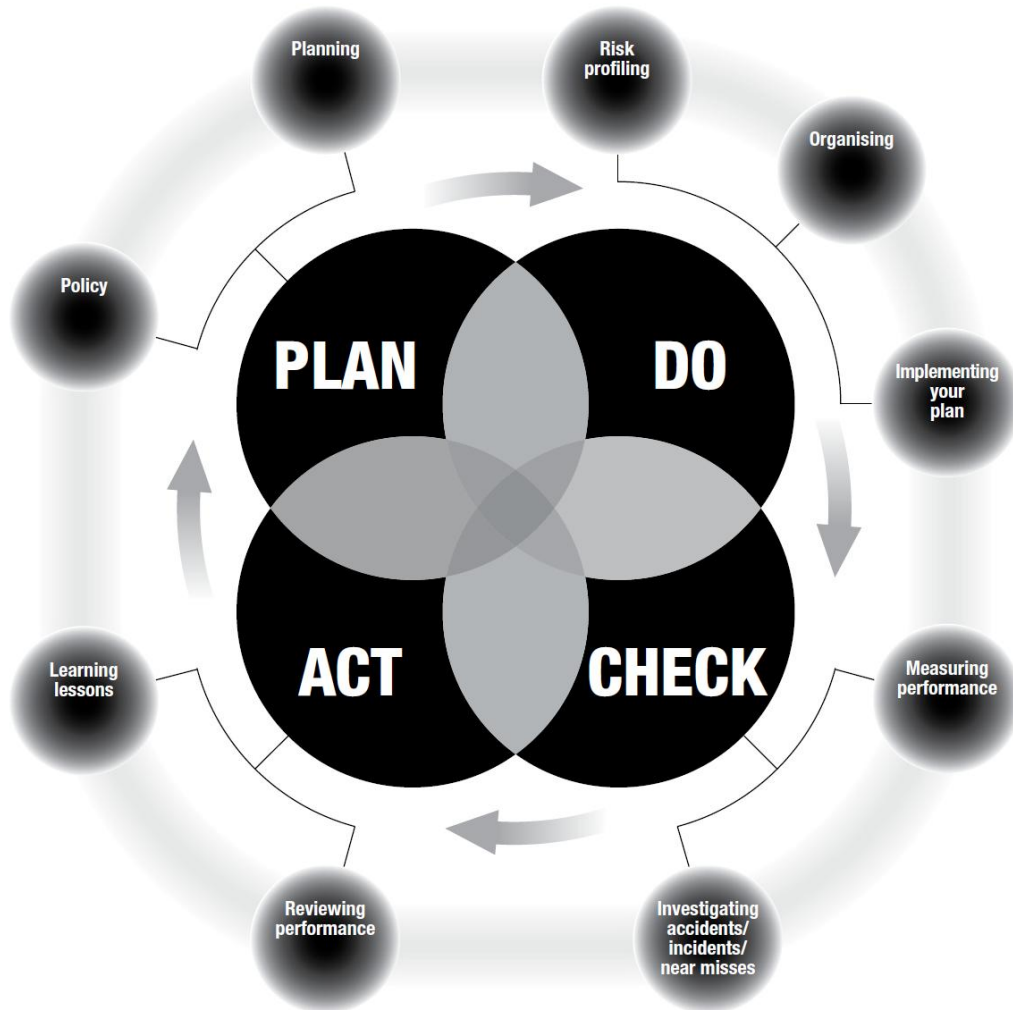 Planning
Risk
profiling
Organising
Policy
PLAN
DO
Implementing
your
plan
Learning
lessons
ACT
CHECK
Measuring
performance
Reviewing
performance
Investigating
accidents/
incidents/
near misses